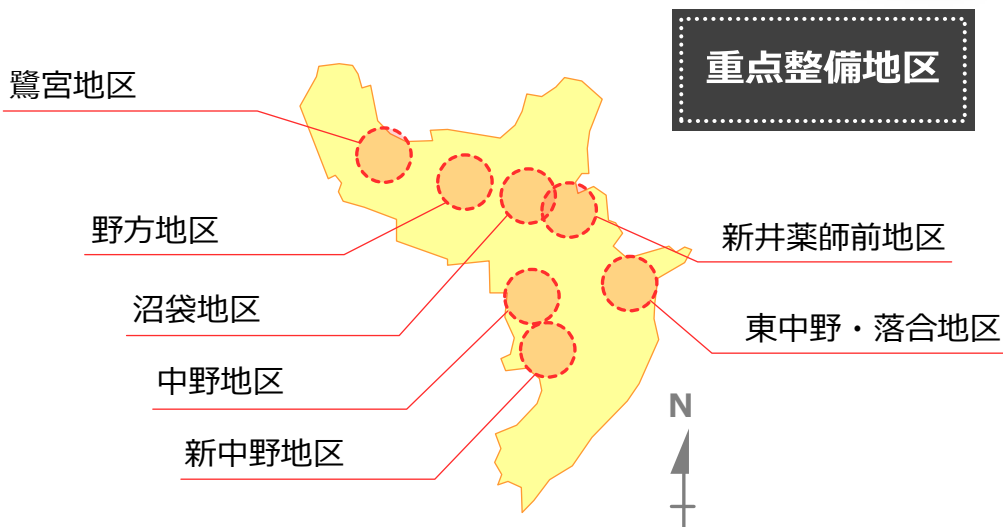 重点整備地区
鷺宮地区
野方地区
新井薬師前地区
沼袋地区
東中野・落合地区
中野地区
新中野地区
N